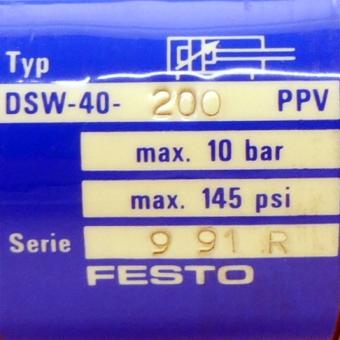 Typ
DSW-40- 200 PPV
max. 10 bar
max. 145 psi
Serie 9 91 R
FESTO